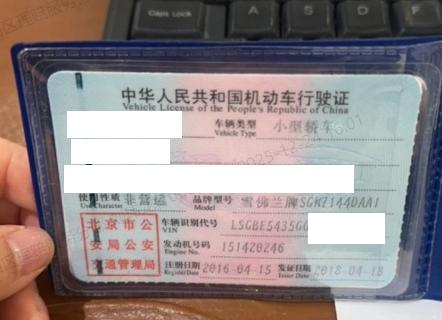 Caps Lock
A
S
D
中华人民共和国机动车行驶证
Vehicle License of the People's Republic of China
车辆类型 小型轿车
Vehicle Type
使用性质 非营运 品牌型号 雪佛兰牌SGK71440AA1
Use Character Model
北京市公 车辆识别代号 LSGBE5435G
VIN
安局公安 发动机号码 151420246
Engine No.
交通管理局 注册日期 2016-04-15 发证日期 2018-04-18
Register Date Issue Date